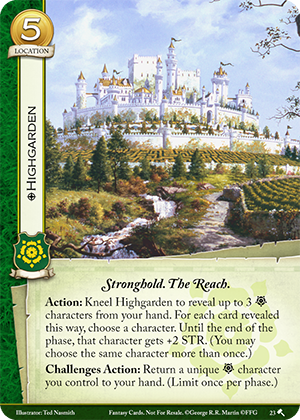 5
LOCATION
HIGHGARDEN
Stronghold. The Reach.
Action: Kneel Highgarden to reveal up to 3
characters from your hand. For each card revealed
this way, choose a character. Until the end of the
phase, that character gets +2 STR. (You may
choose the same character more than once.)
Challenges Action: Return a unique character
you control to your hand. (Limit once per phase.)
Illustrator: Ted Nasmith
Fantasy Cards. Not For Resale. ©George R.R. Martin ©FFG
23